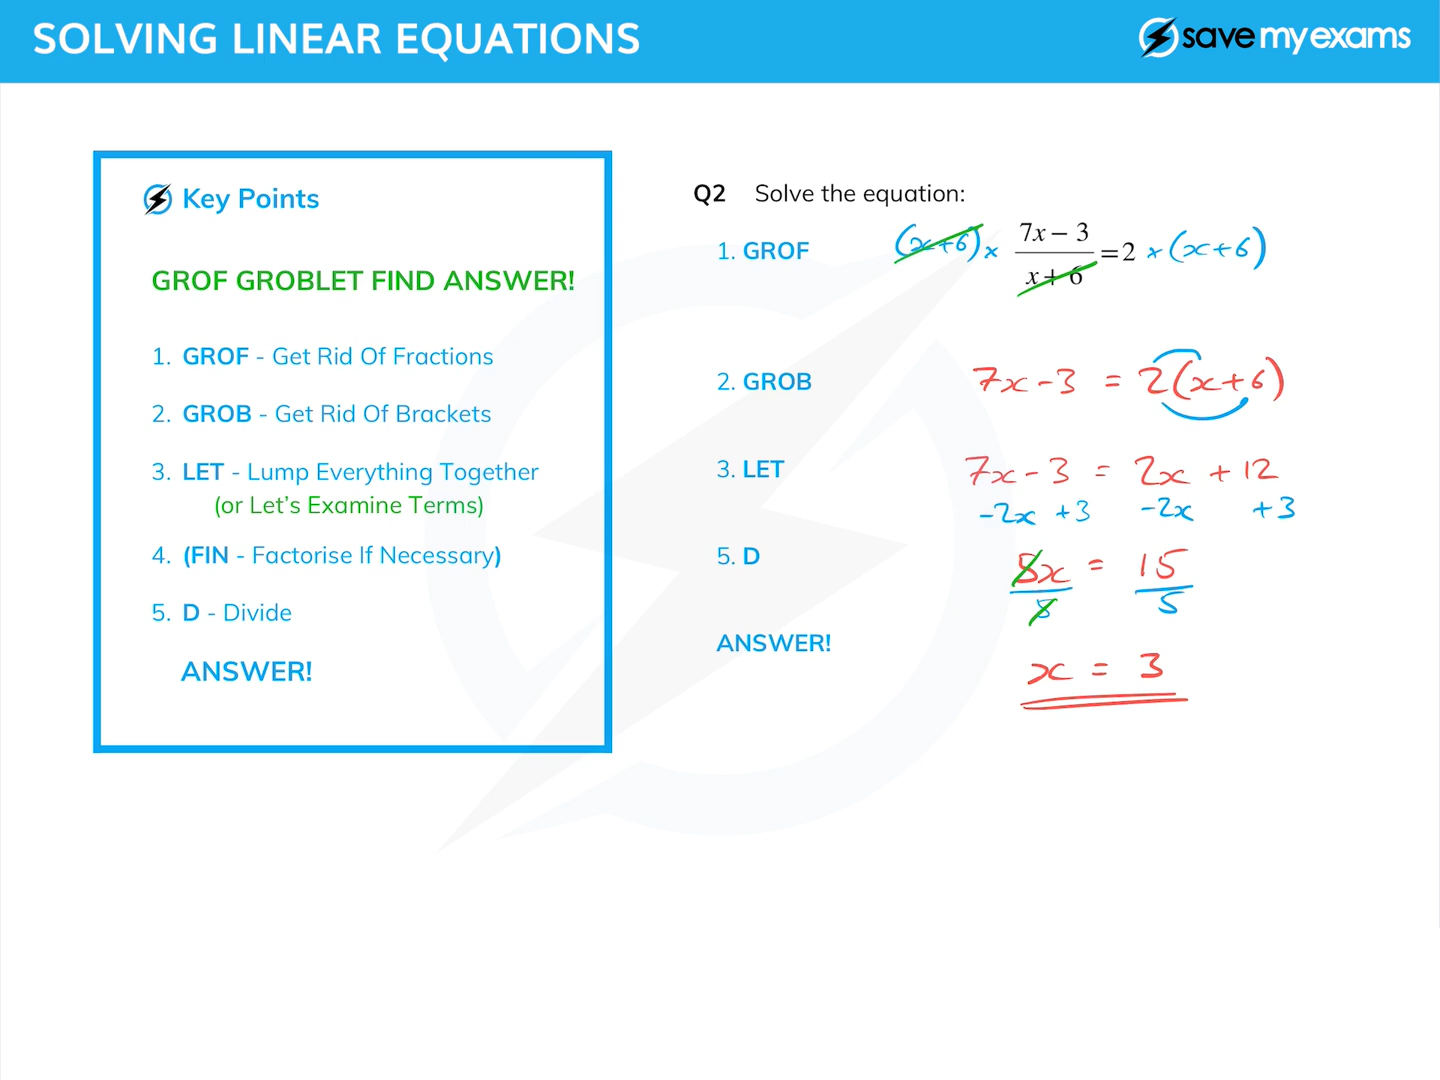 SOLVING LINEAR EQUATIONS
save my exams
Key Points
GROF GROBLET FIND ANSWER!
1. GROF - Get Rid Of Fractions
2. GROB - Get Rid Of Brackets
3. LET - Lump Everything Together
(or Let's Examine Terms)
4. (FIN - Factorise If Necessary)
5. D - Divide
ANSWER!
Q2 Solve the equation:
1. GROF (x+6) × (7x − 3)/(x + 6) = 2 × (x+6)
2. GROB 7x − 3 = 2(x+6)
3. LET 7x − 3 = 2x + 12
−2x +3 −2x +3
5. D 5x = 15
5 5
ANSWER! x = 3